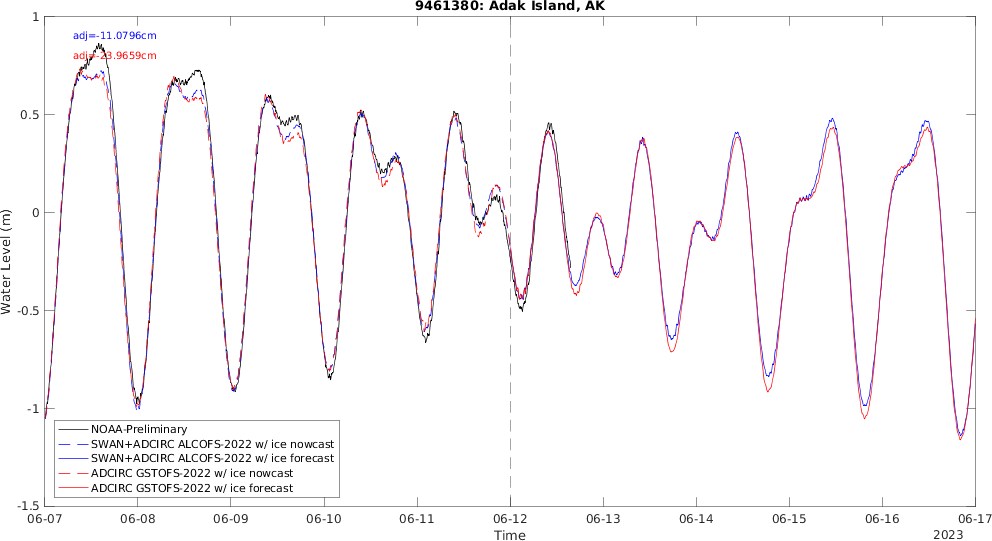 9461380: Adak Island, AK
adj=-11.0796cm
adj=-23.9659cm
1
0.5
0
-0.5
-1
-1.5
Water Level (m)
NOAA-Preliminary
SWAN+ADCIRC ALCOFS-2022 w/ ice nowcast
SWAN+ADCIRC ALCOFS-2022 w/ ice forecast
ADCIRC GSTOFS-2022 w/ ice nowcast
ADCIRC GSTOFS-2022 w/ ice forecast
06-07 06-08 06-09 06-10 06-11 06-12 06-13 06-14 06-15 06-16 06-17
Time
2023